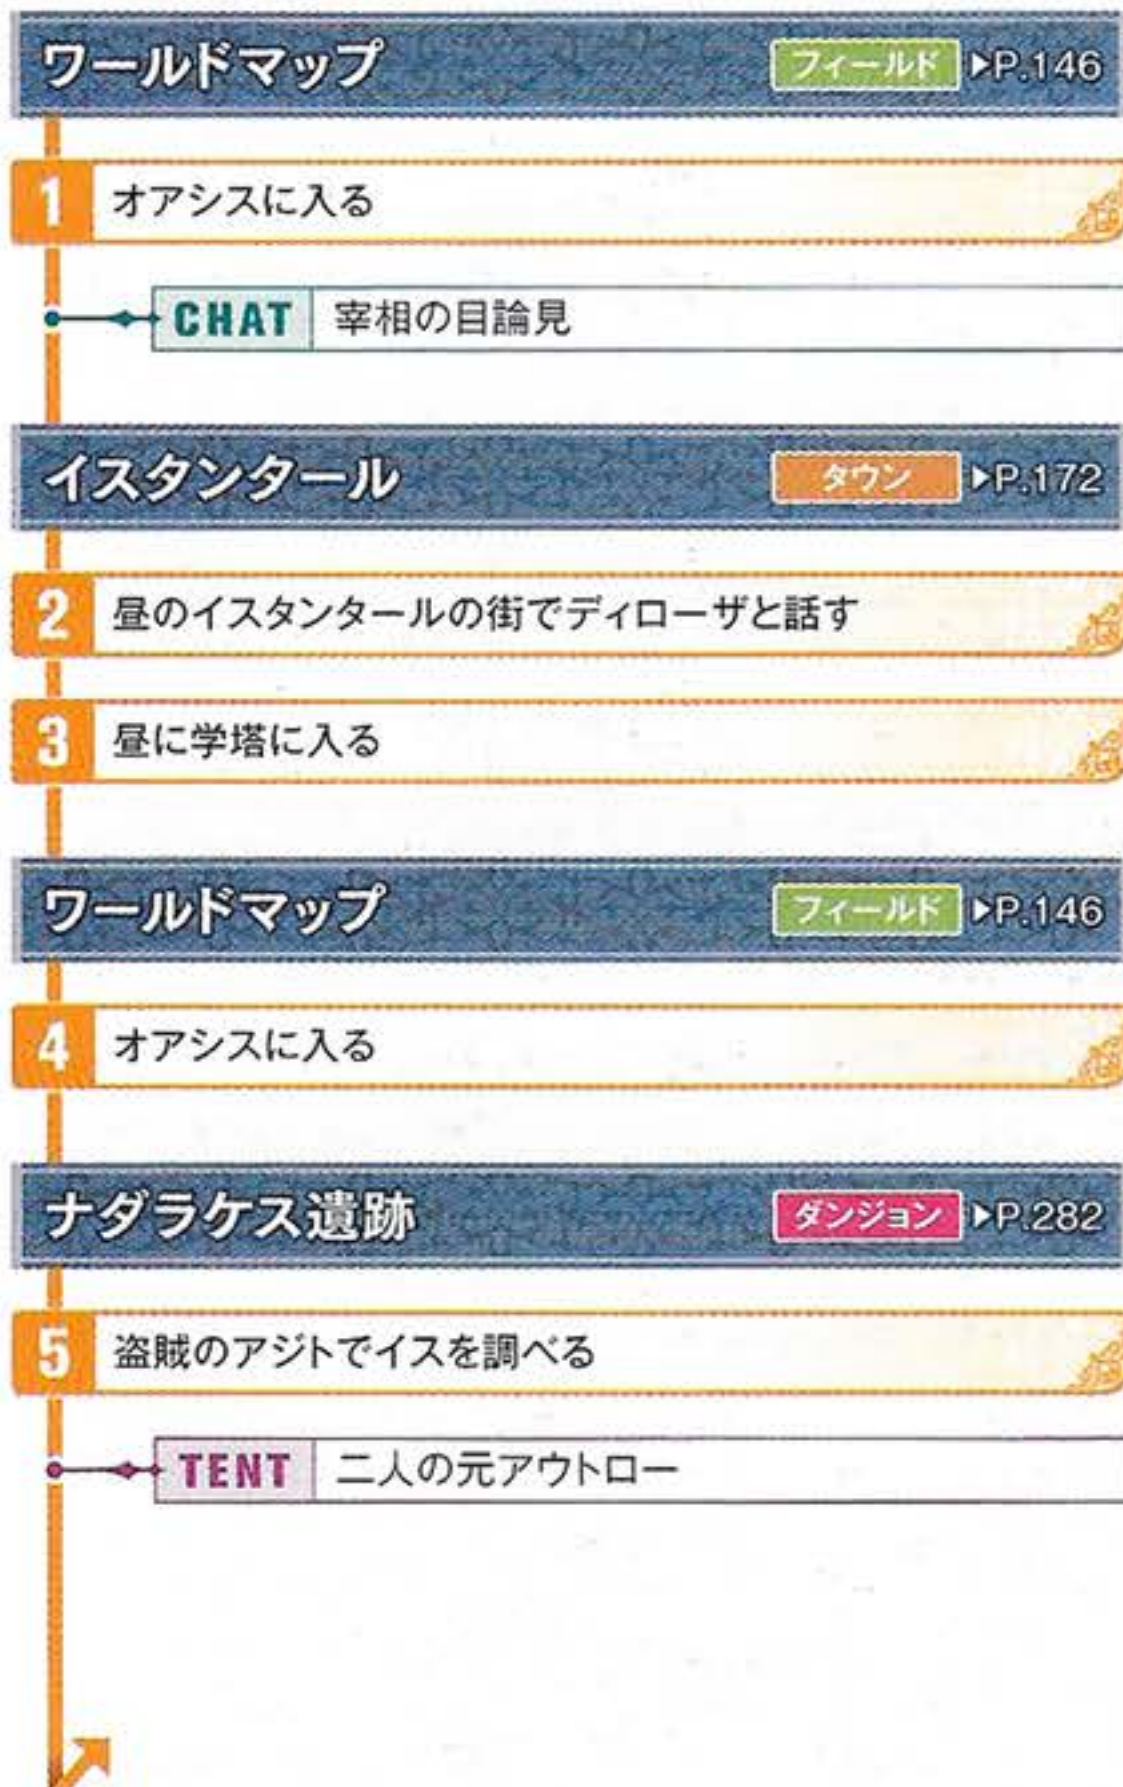 ワールドマップ フィールド ▶P.146
1 オアシスに入る
CHAT 宰相の目論見
イスタンタール タウン ▶P.172
2 昼のイスタンタールの街でディローザと話す
3 昼に学塔に入る
ワールドマップ フィールド ▶P.146
4 オアシスに入る
ナダラケス遺跡 ダンジョン ▶P.282
5 盗賊のアジトでイスを調べる
TENT 二人の元アウトロー